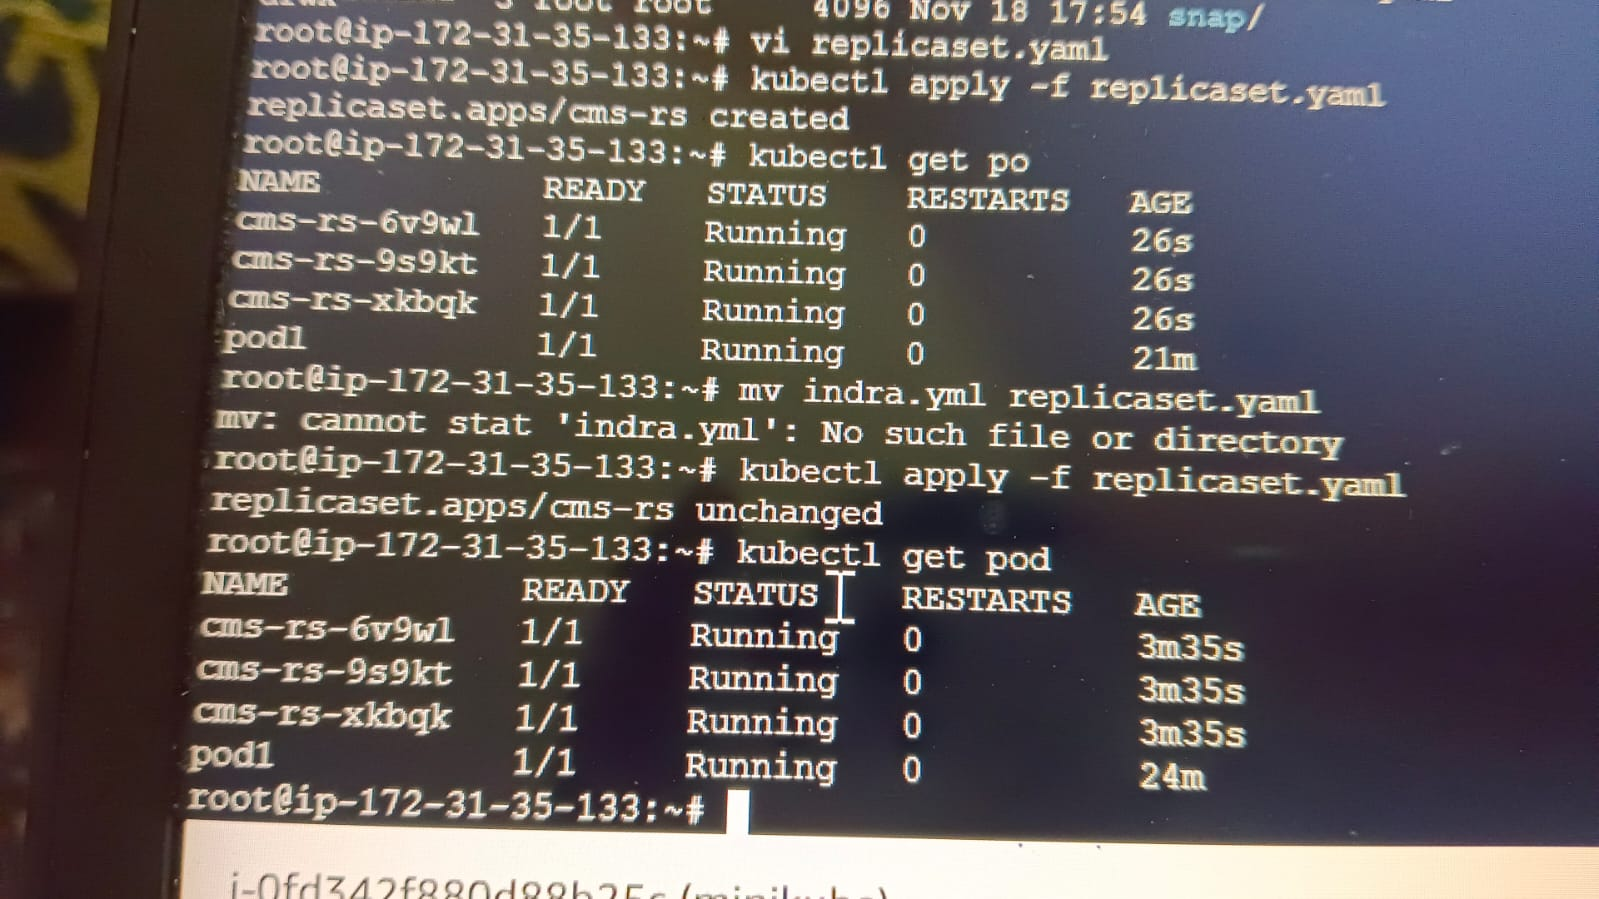 root root 4096 Nov 18 17:54 snap/
root@ip-172-31-35-133:~# vi replicaset.yaml
root@ip-172-31-35-133:~# kubectl apply -f replicaset.yaml
replicaset.apps/cms-rs created
root@ip-172-31-35-133:~# kubectl get po
NAME READY STATUS RESTARTS AGE
cms-rs-6v9wl 1/1 Running 0 26s
cms-rs-9s9kt 1/1 Running 0 26s
cms-rs-xkbqk 1/1 Running 0 26s
pod1 1/1 Running 0 21m
root@ip-172-31-35-133:~# mv indra.yml replicaset.yaml
mv: cannot stat 'indra.yml': No such file or directory
root@ip-172-31-35-133:~# kubectl apply -f replicaset.yaml
replicaset.apps/cms-rs unchanged
root@ip-172-31-35-133:~# kubectl get pod
NAME READY STATUS RESTARTS AGE
cms-rs-6v9wl 1/1 Running 0 3m35s
cms-rs-9s9kt 1/1 Running 0 3m35s
cms-rs-xkbqk 1/1 Running 0 3m35s
pod1 1/1 Running 0 24m
root@ip-172-31-35-133:~#
(minikube)